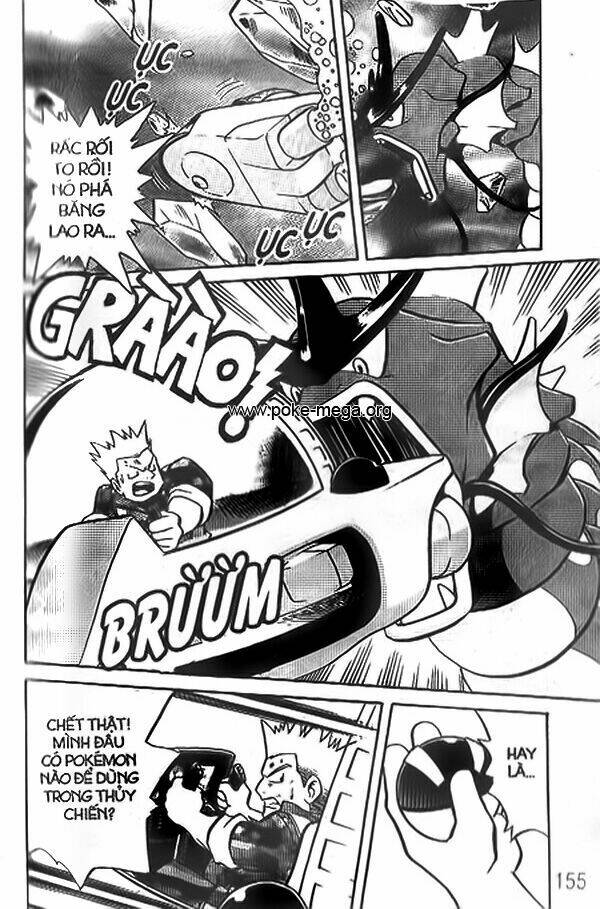 ỤC
ỤC
RẮC RỐI
TO RỒI!
NÓ PHÁ
BĂNG
LAO RA...
ỤC
ỤC
GRÀÀO!
www.poke-mega.org
BRỪỪM
CHẾT THẬT!
MÌNH ĐÂU
CÓ POKÉMON
NÀO ĐỂ DÙNG
TRONG THỦY
CHIẾN?
HAY
LÀ...
155